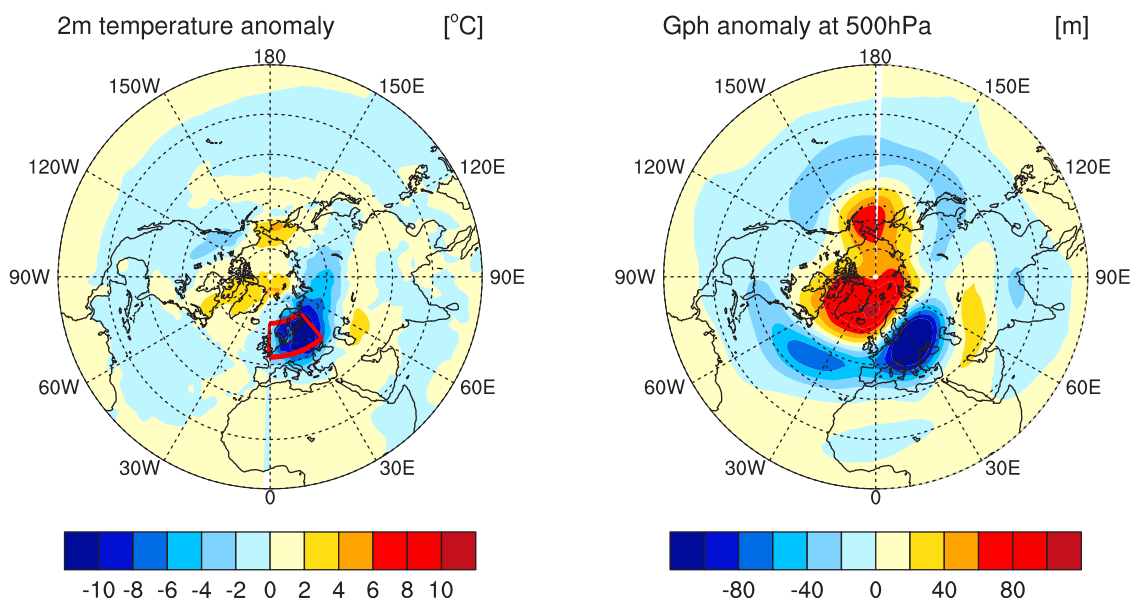 2m temperature anomaly [°C]
180
150W 150E
120W 120E
90W 90E
60W 60E
30W 30E
0
-10 -8 -6 -4 -2 0 2 4 6 8 10
Gph anomaly at 500hPa [m]
180
150W 150E
120W 120E
90W 90E
60W 60E
30W 30E
0
-80 -40 0 40 80